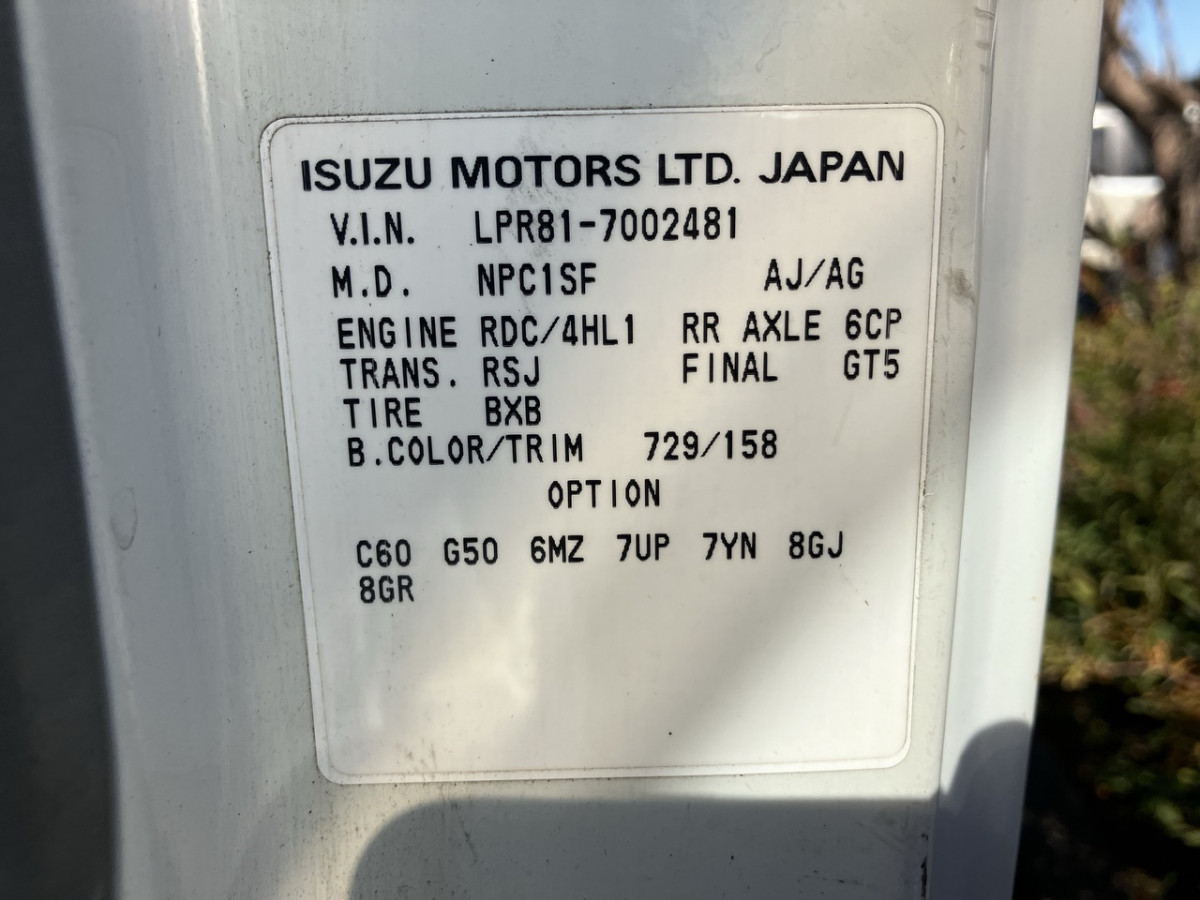 ISUZU MOTORS LTD. JAPAN
V.I.N. LPR81-7002481
M.D. NPC1SF AJ/AG
ENGINE RDC/4HL1 RR AXLE 6CP
TRANS. RSJ FINAL GT5
TIRE BXB
B.COLOR/TRIM 729/158
OPTION
C60 G50 6MZ 7UP 7YN 8GJ
8GR